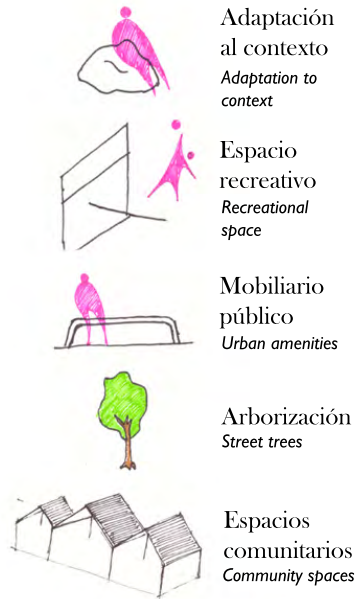 Adaptación
al contexto
Adaptation to
context
Espacio
recreativo
Recreational
space
Mobiliario
público
Urban amenities
Arborización
Street trees
Espacios
comunitarios
Community spaces